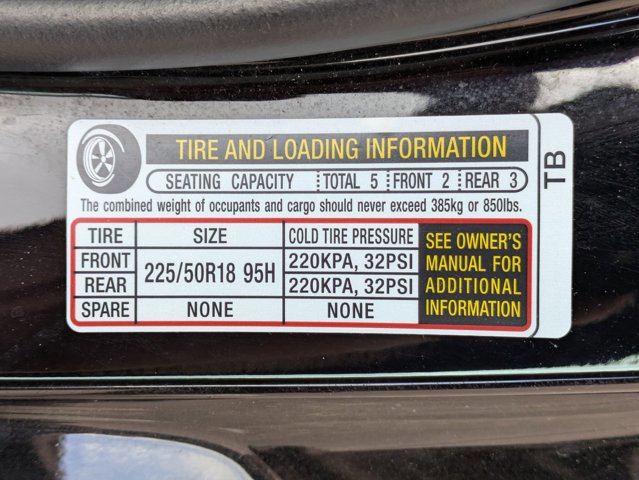 TIRE AND LOADING INFORMATION
SEATING CAPACITY TOTAL 5 FRONT 2 REAR 3
The combined weight of occupants and cargo should never exceed 385kg or 850lbs.
TIRE SIZE COLD TIRE PRESSURE
FRONT 225/50R18 95H 220KPA, 32PSI
REAR 220KPA, 32PSI
SPARE NONE NONE
SEE OWNER'S
MANUAL FOR
ADDITIONAL
INFORMATION
TB